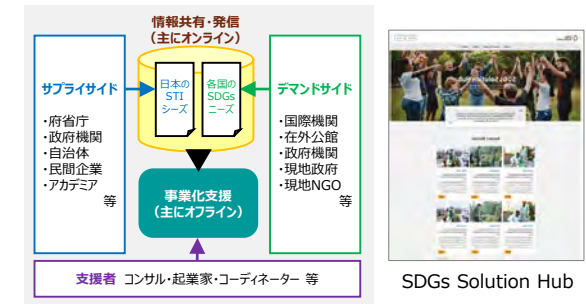 情報共有・発信
（主にオンライン）
サプライサイド
・府省庁
・政府機関
・自治体
・民間企業
・アカデミア
等
日本の
STI
シーズ
各国の
SDGs
ニーズ
デマンドサイド
・国際機関
・在外公館
・政府機関
・現地政府
・現地NGO
等
事業化支援
（主にオフライン）
支援者 コンサル・起業家・コーディネーター 等
SDGs Solution Hub